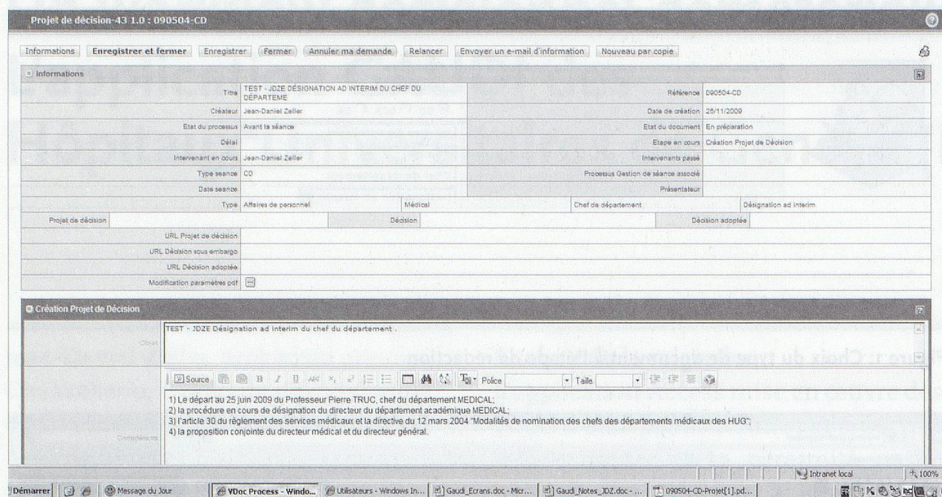 Projet de décision-43 1.0 : 090504-CD
Informations Enregistrer et fermer Enregistrer Fermer Annuler ma demande Relancer Envoyer un e-mail d'information Nouveau par copie
Informations
Titre TEST - JDZE DÉSIGNATION AD INTERIM DU CHEF DU DÉPARTEME Référence 090504-CD
Créateur Jean-Daniel Zeller Date de création 25/11/2009
Etat du processus Avant la séance Etat du document En préparation
Délai Etape en cours Création Projet de Décision
Intervenant en cours Jean-Daniel Zeller Intervenants passé
Type seance CD Processus Gestion de séance associé
Date seance Présentateur
Type Affaires de personnel Médical Chef de département Désignation ad interim
Projet de décision Décision Décision adoptée
URL Projet de décision
URL Décision sous embargo
URL Décision adoptée
Modification paramètres pdf
Création Projet de Décision
Objet TEST - JDZE Désignation ad interim du chef du département .
Source B I U ABC Police Taille
1) Le départ au 25 juin 2009 du Professeur Pierre TRUC, chef du département MEDICAL;
2) la procédure en cours de désignation du directeur du département académique MEDICAL;
3) l'article 30 du règlement des services médicaux et la directive du 12 mars 2004 "Modalités de nomination des chefs des départements médicaux des HUG";
4) la proposition conjointe du directeur médical et du directeur général.
Intranet local 100%
Démarrer Message du Jour VDoc Process - Windo... Utilisateurs - Windows In... Gaudi_Ecrans.doc - Micr... Gaudi_Notes_JDZ.doc - ... 090504-CD-Projet[1].pd...